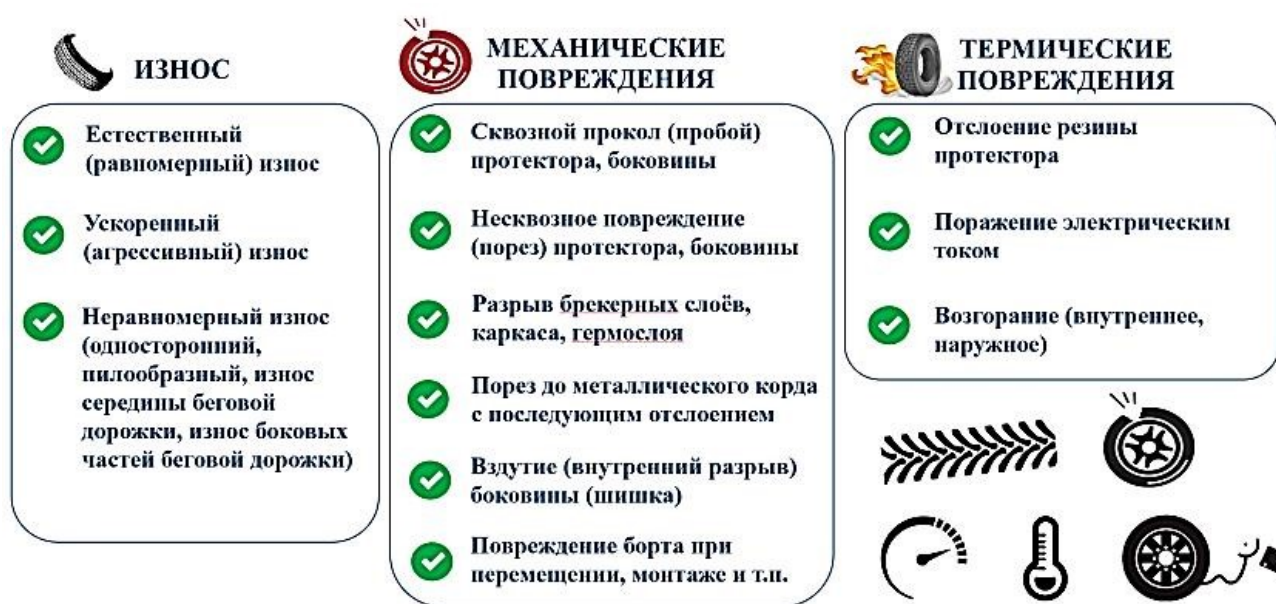 ИЗНОС
Естественный
(равномерный) износ
Ускоренный
(агрессивный) износ
Неравномерный износ
(односторонний,
пилообразный, износ
середины беговой
дорожки, износ боковых
частей беговой дорожки)
МЕХАНИЧЕСКИЕ
ПОВРЕЖДЕНИЯ
Сквозной прокол (пробой)
протектора, боковины
Несквозное повреждение
(порез) протектора, боковины
Разрыв брекерных слоёв,
каркаса, гермослоя
Порез до металлического корда
с последующим отслоением
Вздутие (внутренний разрыв)
боковины (шишка)
Повреждение борта при
перемещении, монтаже и т.п.
ТЕРМИЧЕСКИЕ
ПОВРЕЖДЕНИЯ
Отслоение резины
протектора
Поражение электрическим
током
Возгорание (внутреннее,
наружное)